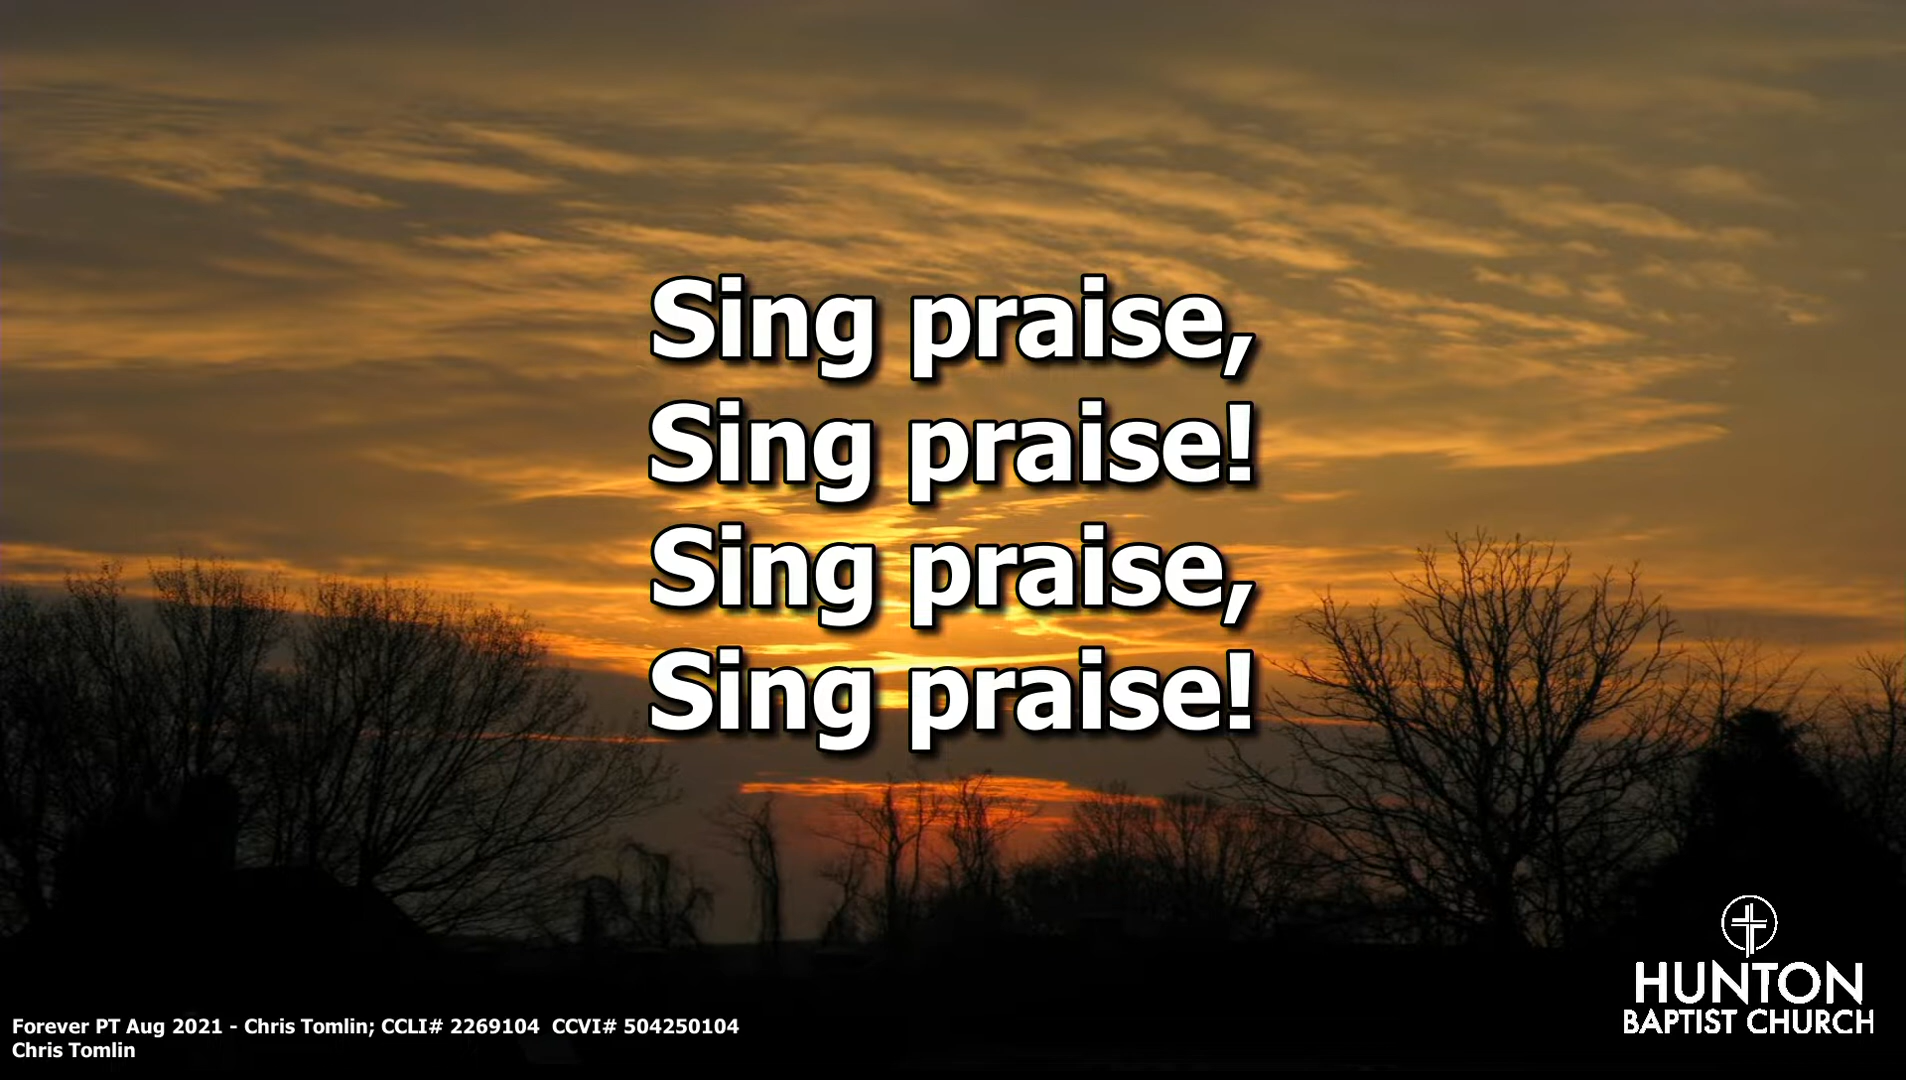 Sing praise,
Sing praise!
Sing praise,
Sing praise!
HUNTON
BAPTIST CHURCH
Forever PT Aug 2021 - Chris Tomlin; CCLI# 2269104  CCVI# 504250104
Chris Tomlin